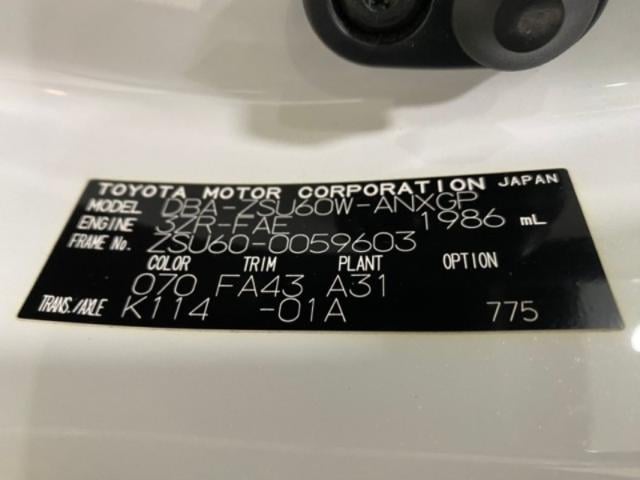 TOYOTA MOTOR CORPORATION JAPAN
MODEL DBA-ZSU60W-ANXGP
ENGINE 3ZR-FAE 1986 mL
FRAME No. ZSU60-0059603
COLOR TRIM PLANT OPTION
070 FA43 A31
TRANS./AXLE K114 -01A 775